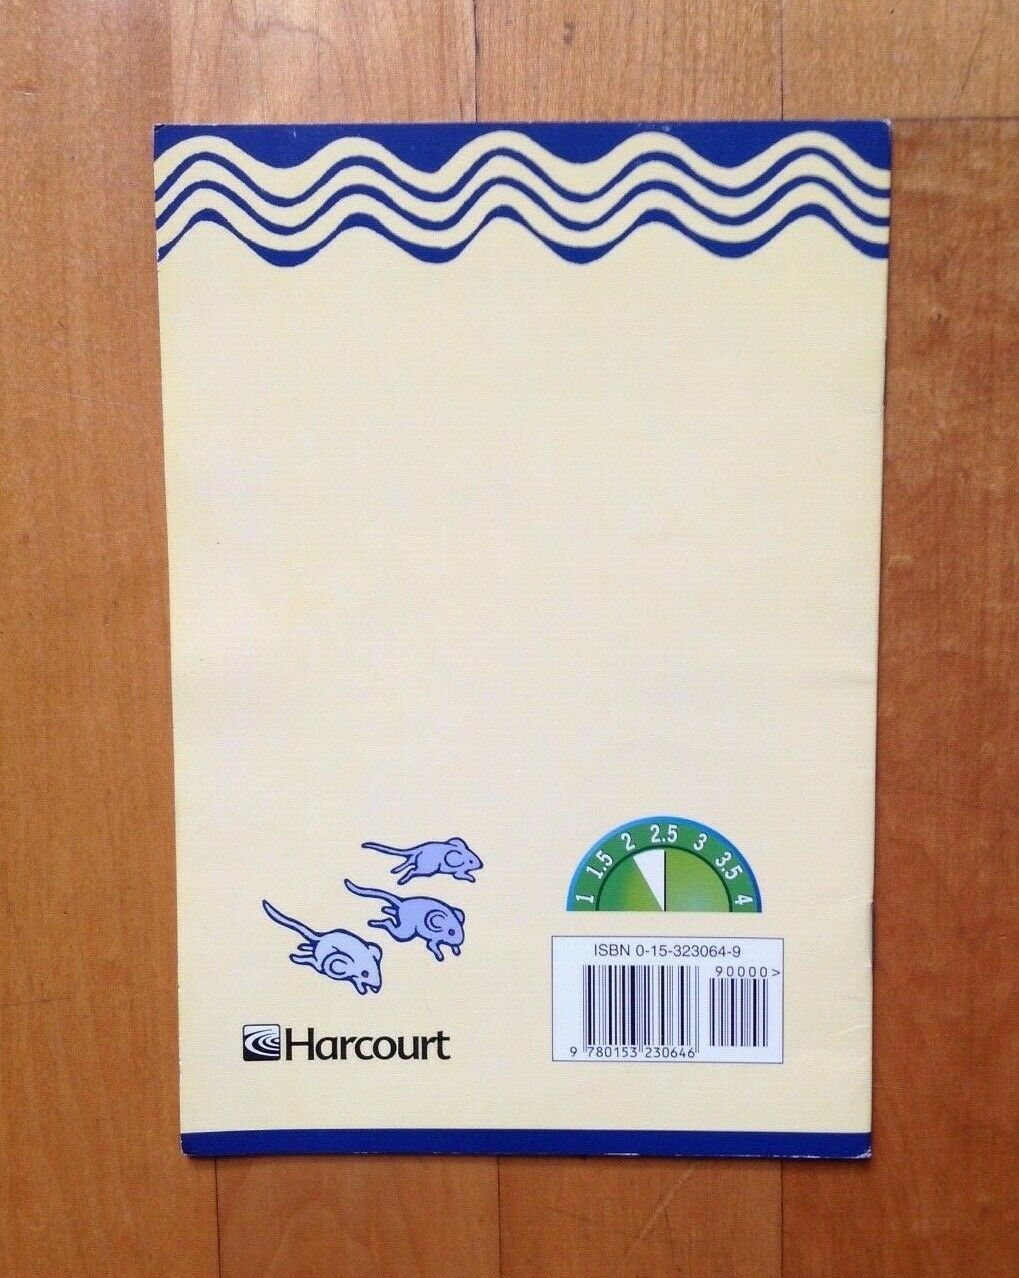 1 1.5 2 2.5 3 3.5 4
ISBN 0-15-323064-9
90000>
9 780153 230646
Harcourt